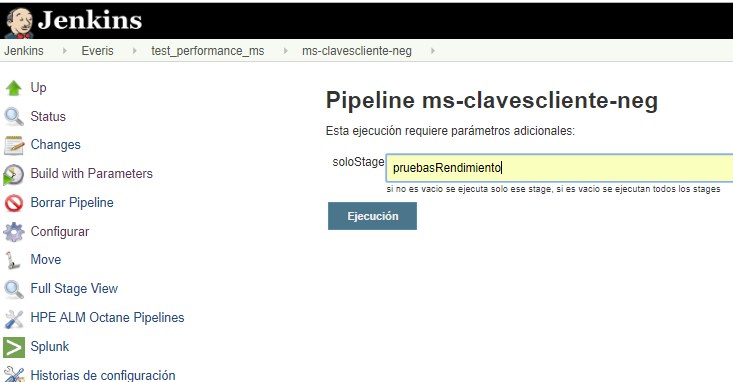 Jenkins
Jenkins Everis test_performance_ms ms-clavescliente-neg
Up
Status
Changes
Build with Parameters
Borrar Pipeline
Configurar
Move
Full Stage View
HPE ALM Octane Pipelines
Splunk
Historias de configuración
Pipeline ms-clavescliente-neg
Esta ejecución requiere parámetros adicionales:
soloStage pruebasRendimiento
si no es vacio se ejecuta solo ese stage, si es vacio se ejecutan todos los stages
Ejecución